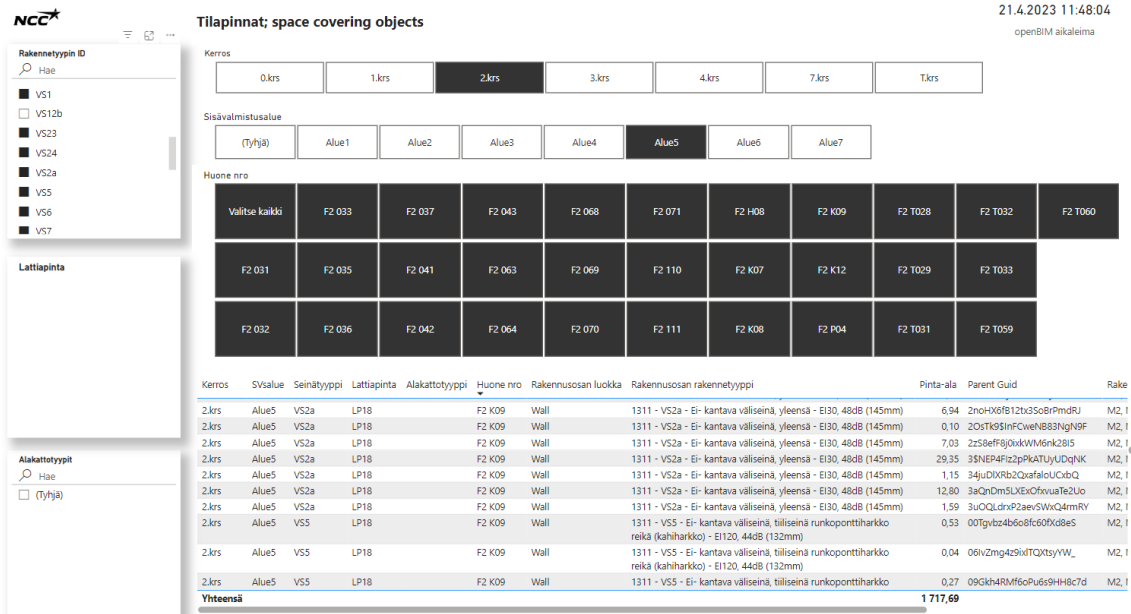 NCC
Tilapinnat; space covering objects
21.4.2023 11:48:04
openBIM aikaleima
Rakennetyypin ID
Hae
VS1
VS12b
VS23
VS24
VS2a
VS5
VS6
VS7
Lattiapinta
Alakattotyypit
Hae
(Tyhjä)
Kerros
0.krs 1.krs 2.krs 3.krs 4.krs 7.krs T.krs
Sisävalmistusalue
(Tyhjä) Alue1 Alue2 Alue3 Alue4 Alue5 Alue6 Alue7
Huone nro
Valitse kaikki F2 033 F2 037 F2 043 F2 068 F2 071 F2 H08 F2 K09 F2 T028 F2 T032 F2 T060
F2 031 F2 035 F2 041 F2 063 F2 069 F2 110 F2 K07 F2 K12 F2 T029 F2 T033
F2 032 F2 036 F2 042 F2 064 F2 070 F2 111 F2 K08 F2 P04 F2 T031 F2 T059
Kerros SVsalue Seinätyyppi Lattiapinta Alakattotyyppi Huone nro Rakennusosan luokka Rakennusosan rakennetyyppi Pinta-ala Parent Guid Rake
2.krs Alue5 VS2a LP18 F2 K09 Wall 1311 - VS2a - Ei- kantava väliseinä, yleensä - EI30, 48dB (145mm) 6,94 2noHX6fB12tx3SoBrPmdRJ M2,
2.krs Alue5 VS2a LP18 F2 K09 Wall 1311 - VS2a - Ei- kantava väliseinä, yleensä - EI30, 48dB (145mm) 0,10 2OsTk9$InFCweNB83NgN9F M2,
2.krs Alue5 VS2a LP18 F2 K09 Wall 1311 - VS2a - Ei- kantava väliseinä, yleensä - EI30, 48dB (145mm) 7,03 2zS8efF8j0ixkWM6nk28I5 M2,
2.krs Alue5 VS2a LP18 F2 K09 Wall 1311 - VS2a - Ei- kantava väliseinä, yleensä - EI30, 48dB (145mm) 29,35 3$NEP4FIz2pPkATUyUDqNK M2,
2.krs Alue5 VS2a LP18 F2 K09 Wall 1311 - VS2a - Ei- kantava väliseinä, yleensä - EI30, 48dB (145mm) 1,15 34juDlXRb2QxafaloUCxbQ M2,
2.krs Alue5 VS2a LP18 F2 K09 Wall 1311 - VS2a - Ei- kantava väliseinä, yleensä - EI30, 48dB (145mm) 12,80 3aQnDm5LXExOfxvuaTe2Uo M2,
2.krs Alue5 VS2a LP18 F2 K09 Wall 1311 - VS2a - Ei- kantava väliseinä, yleensä - EI30, 48dB (145mm) 1,59 3uOQLdrxP2aevSWxQ4rmRY M2,
2.krs Alue5 VS5 LP18 F2 K09 Wall 1311 - VS5 - Ei- kantava väliseinä, tiiliseinä runkoponttiharkko 0,53 00Tgvbz4b6o8fc60fXd8eS M2,
reikä (kahiharkko) - EI120, 44dB (132mm)
2.krs Alue5 VS5 LP18 F2 K09 Wall 1311 - VS5 - Ei- kantava väliseinä, tiiliseinä runkoponttiharkko 0,04 06IvZmg4z9ixlTQXtsyYW_ M2,
reikä (kahiharkko) - EI120, 44dB (132mm)
2.krs Alue5 VS5 LP18 F2 K09 Wall 1311 - VS5 - Ei- kantava väliseinä, tiiliseinä runkoponttiharkko 0,27 09Gkh4RMf6oPu6s9HH8c7d M2,
Yhteensä 1 717,69